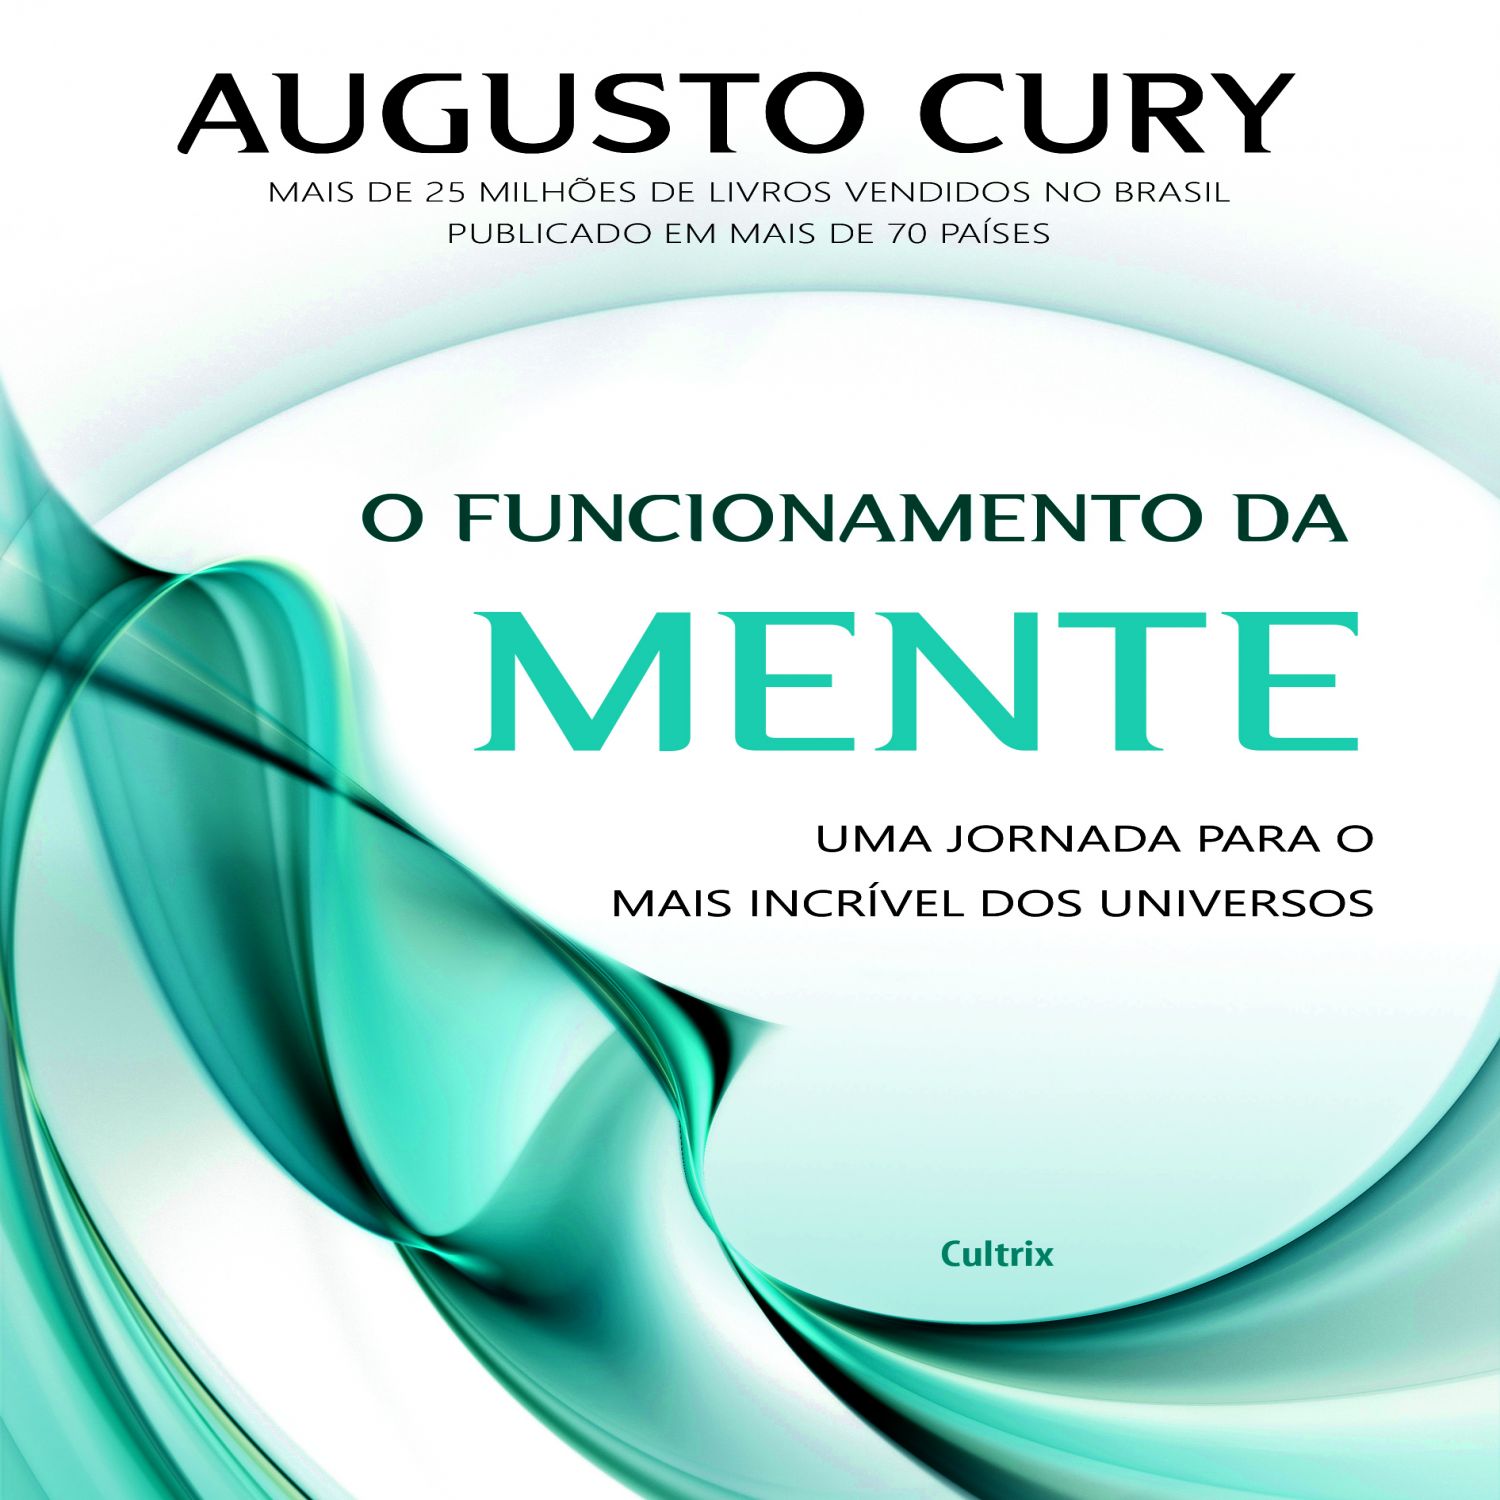 AUGUSTO CURY
MAIS DE 25 MILHÕES DE LIVROS VENDIDOS NO BRASIL
PUBLICADO EM MAIS DE 70 PAÍSES
O FUNCIONAMENTO DA
MENTE
UMA JORNADA PARA O
MAIS INCRÍVEL DOS UNIVERSOS
Cultrix